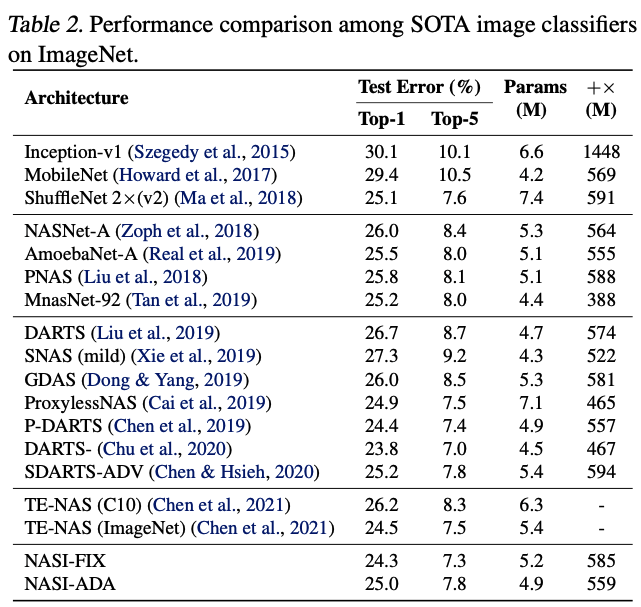 Table 2. Performance comparison among SOTA image classifiers
on ImageNet.
Architecture Test Error (%) Params +×
Top-1 Top-5 (M) (M)
Inception-v1 (Szegedy et al., 2015) 30.1 10.1 6.6 1448
MobileNet (Howard et al., 2017) 29.4 10.5 4.2 569
ShuffleNet 2×(v2) (Ma et al., 2018) 25.1 7.6 7.4 591
NASNet-A (Zoph et al., 2018) 26.0 8.4 5.3 564
AmoebaNet-A (Real et al., 2019) 25.5 8.0 5.1 555
PNAS (Liu et al., 2018) 25.8 8.1 5.1 588
MnasNet-92 (Tan et al., 2019) 25.2 8.0 4.4 388
DARTS (Liu et al., 2019) 26.7 8.7 4.7 574
SNAS (mild) (Xie et al., 2019) 27.3 9.2 4.3 522
GDAS (Dong & Yang, 2019) 26.0 8.5 5.3 581
ProxylessNAS (Cai et al., 2019) 24.9 7.5 7.1 465
P-DARTS (Chen et al., 2019) 24.4 7.4 4.9 557
DARTS- (Chu et al., 2020) 23.8 7.0 4.5 467
SDARTS-ADV (Chen & Hsieh, 2020) 25.2 7.8 5.4 594
TE-NAS (C10) (Chen et al., 2021) 26.2 8.3 6.3 -
TE-NAS (ImageNet) (Chen et al., 2021) 24.5 7.5 5.4 -
NASI-FIX 24.3 7.3 5.2 585
NASI-ADA 25.0 7.8 4.9 559